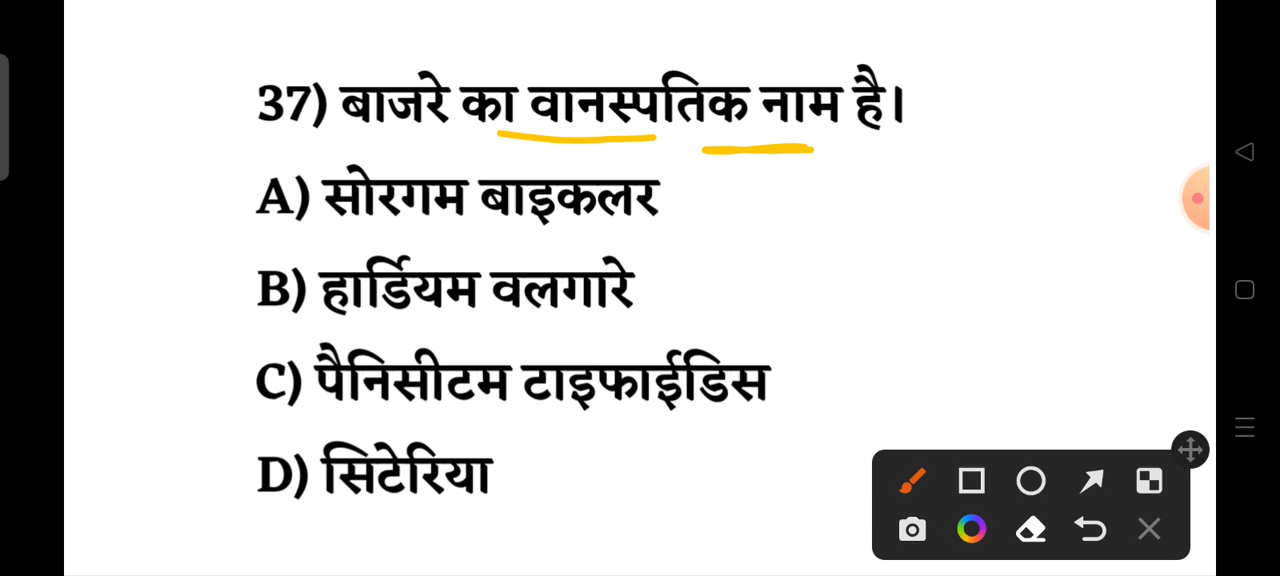 37) बाजरे का वानस्पतिक नाम है।
A) सोरगम बाइकलर
B) हार्डियम वलगारे
C) पैनिसीटम टाइफाईडिस
D) सिटेरिया